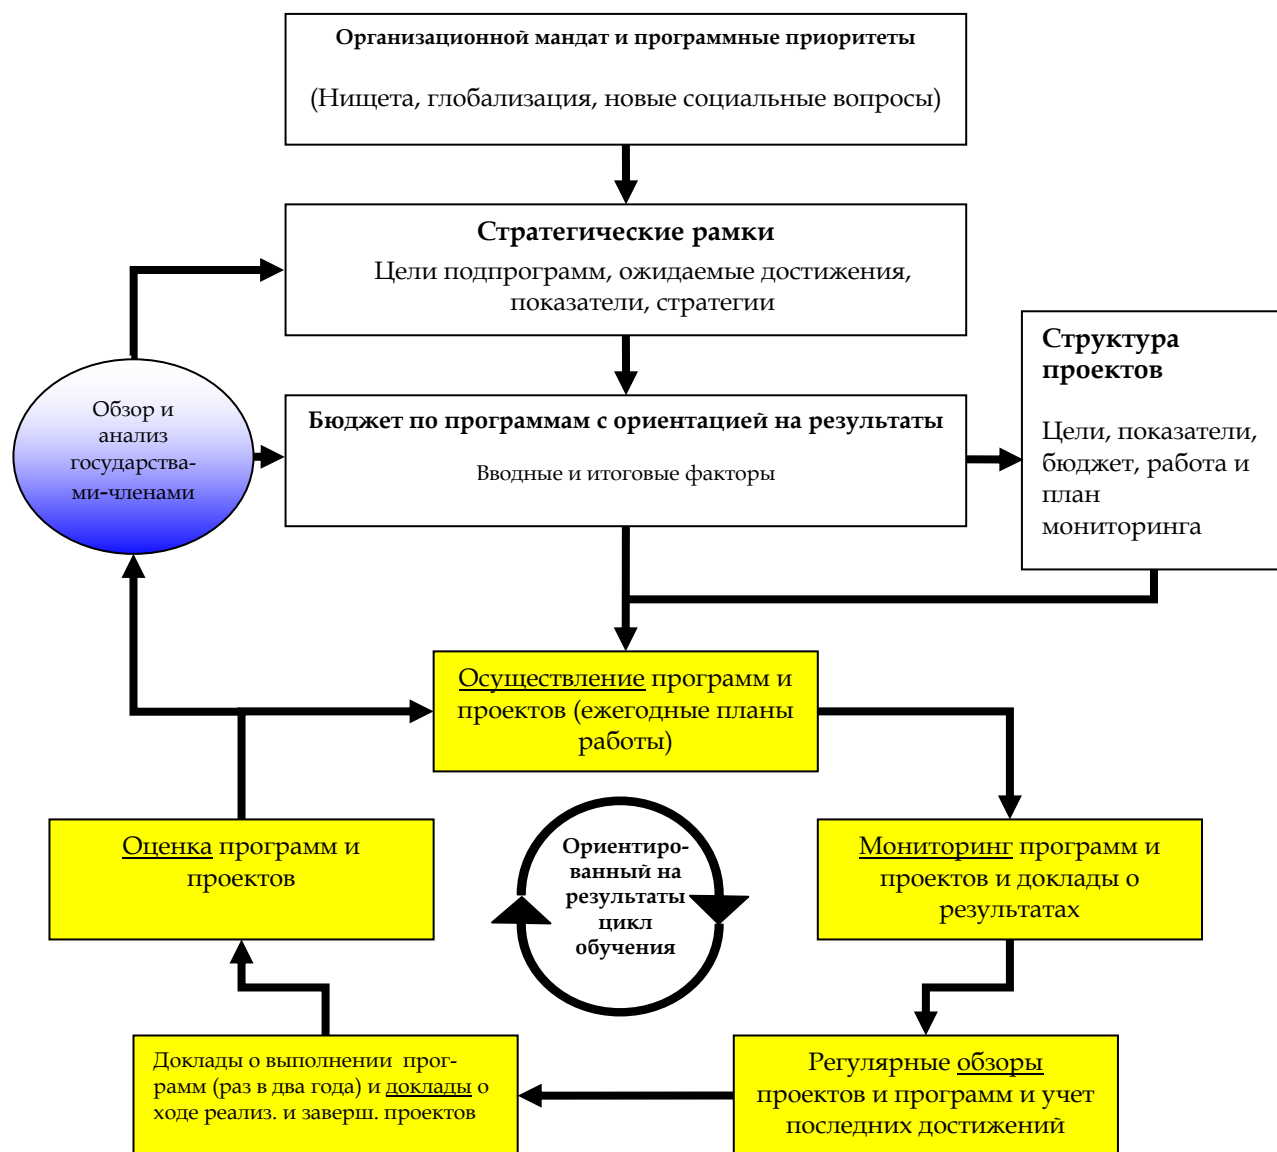 Организационной мандат и программные приоритеты
(Нищета, глобализация, новые социальные вопросы)
Стратегические рамки
Цели подпрограмм, ожидаемые достижения,
показатели, стратегии
Структура
проектов
Цели, показатели,
бюджет, работа и
план
мониторинга
Обзор и
анализ
государства-
ми-членами
Бюджет по программам с ориентацией на результаты
Вводные и итоговые факторы
Осуществление программ и
проектов (ежегодные планы
работы)
Оценка программ и
проектов
Ориентиро-
ванный на
результаты
цикл
обучения
Мониторинг программ и
проектов и доклады о
результатах
Доклады о выполнении прог-
рамм (раз в два года) и доклады о
ходе реализ. и заверш. проектов
Регулярные обзоры
проектов и программ и учет
последних достижений